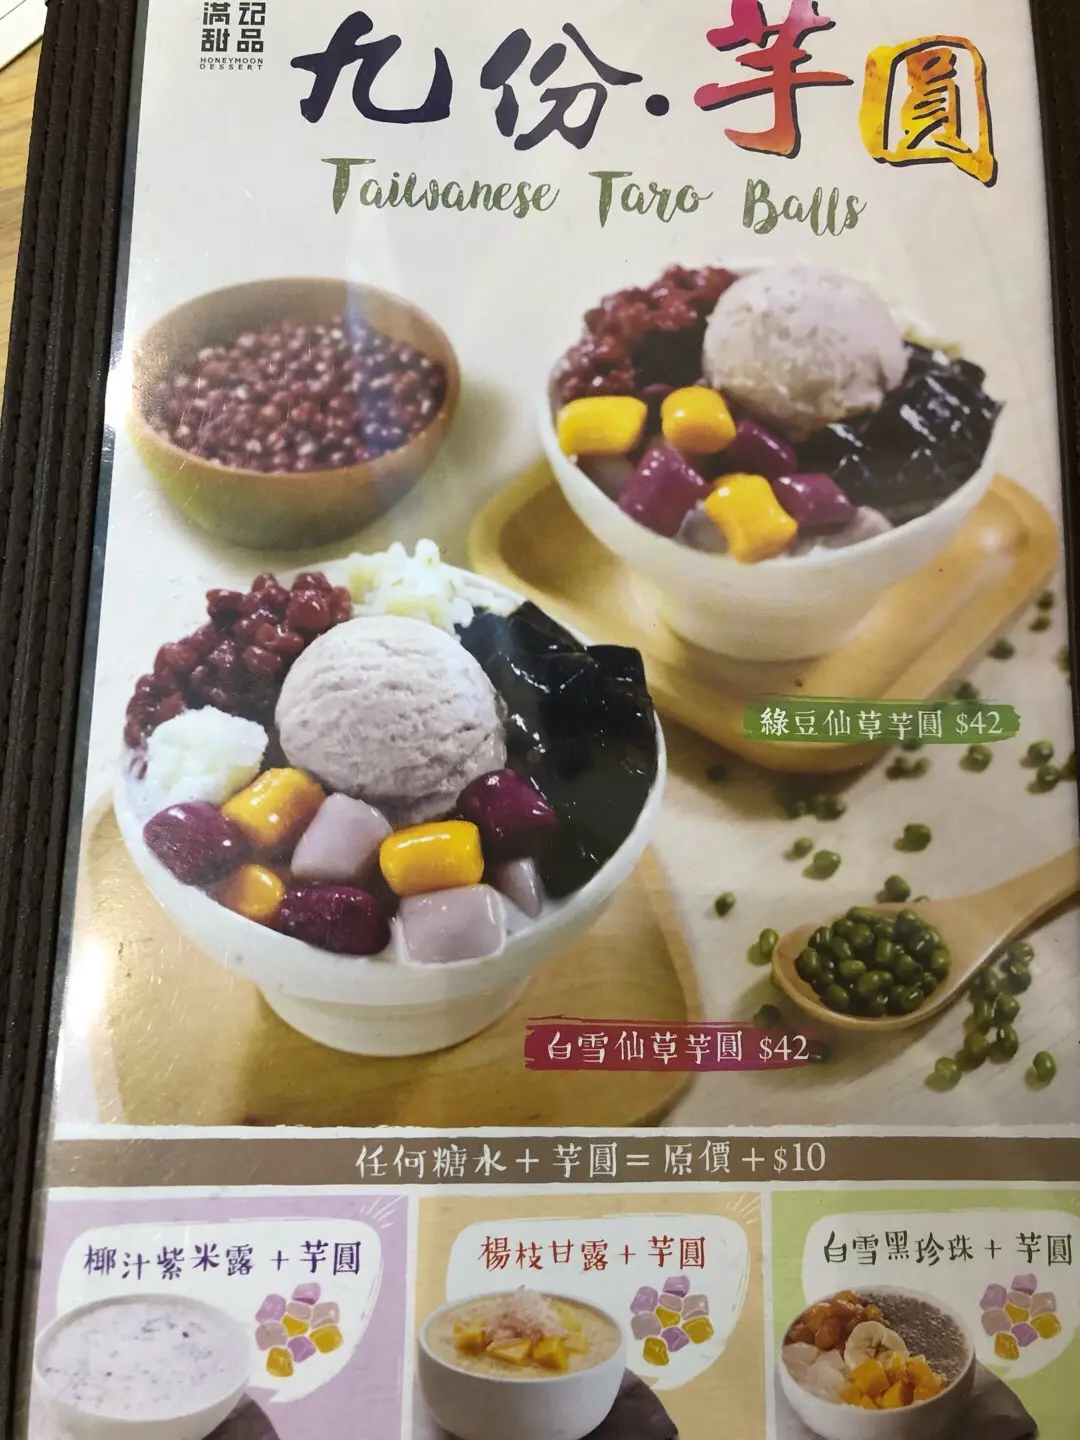 满记
甜品
HONEYMOON
DESSERT
九份·芋圓
Taiwanese Taro Balls
綠豆仙草芋圓 $42
白雪仙草芋圓 $42
任何糖水＋芋圓＝原價＋$10
椰汁紫米露＋芋圓
楊枝甘露＋芋圓
白雪黑珍珠＋芋圓